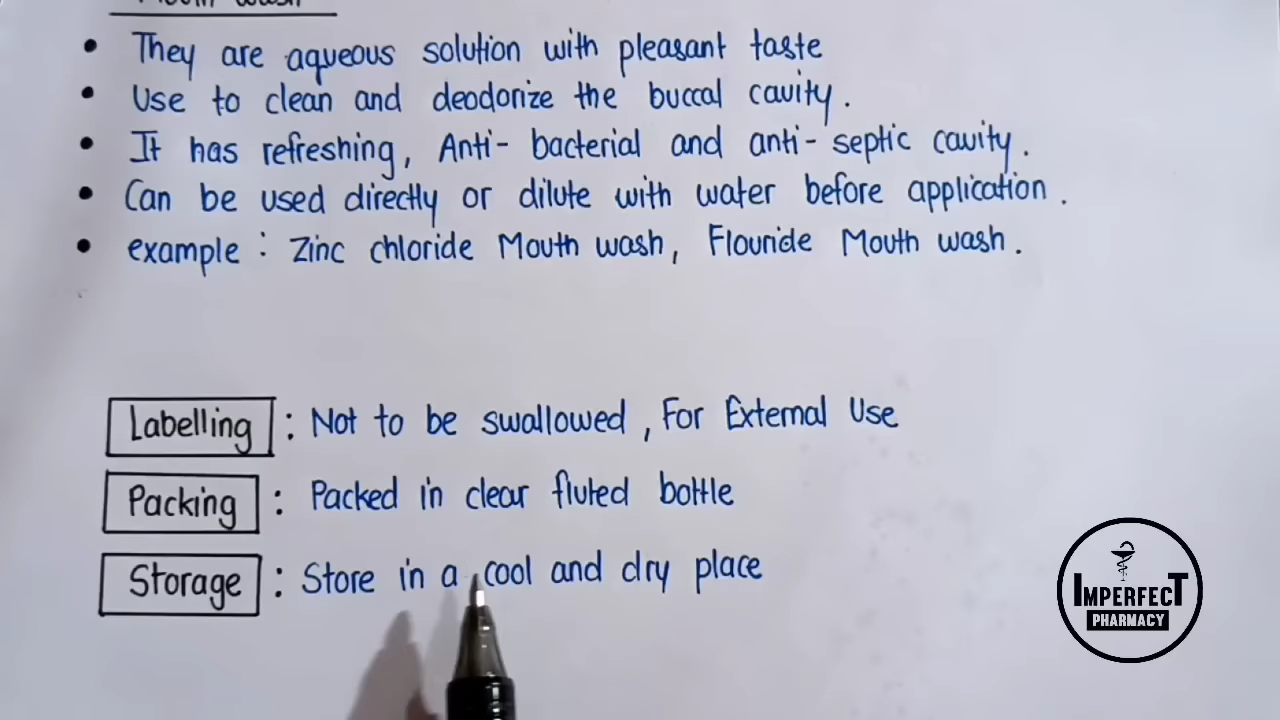 Mouth wash
• They are aqueous solution with pleasant taste
• Use to clean and deodorize the buccal cavity.
• It has refreshing, Anti-bacterial and anti-septic cavity.
• Can be used directly or dilute with water before application.
• example : Zinc chloride Mouth wash, Flouride Mouth wash.
Labelling : Not to be swallowed, For External Use
Packing : Packed in clear fluted bottle
Storage : Store in a cool and dry place
IMPERFECT
PHARMACY